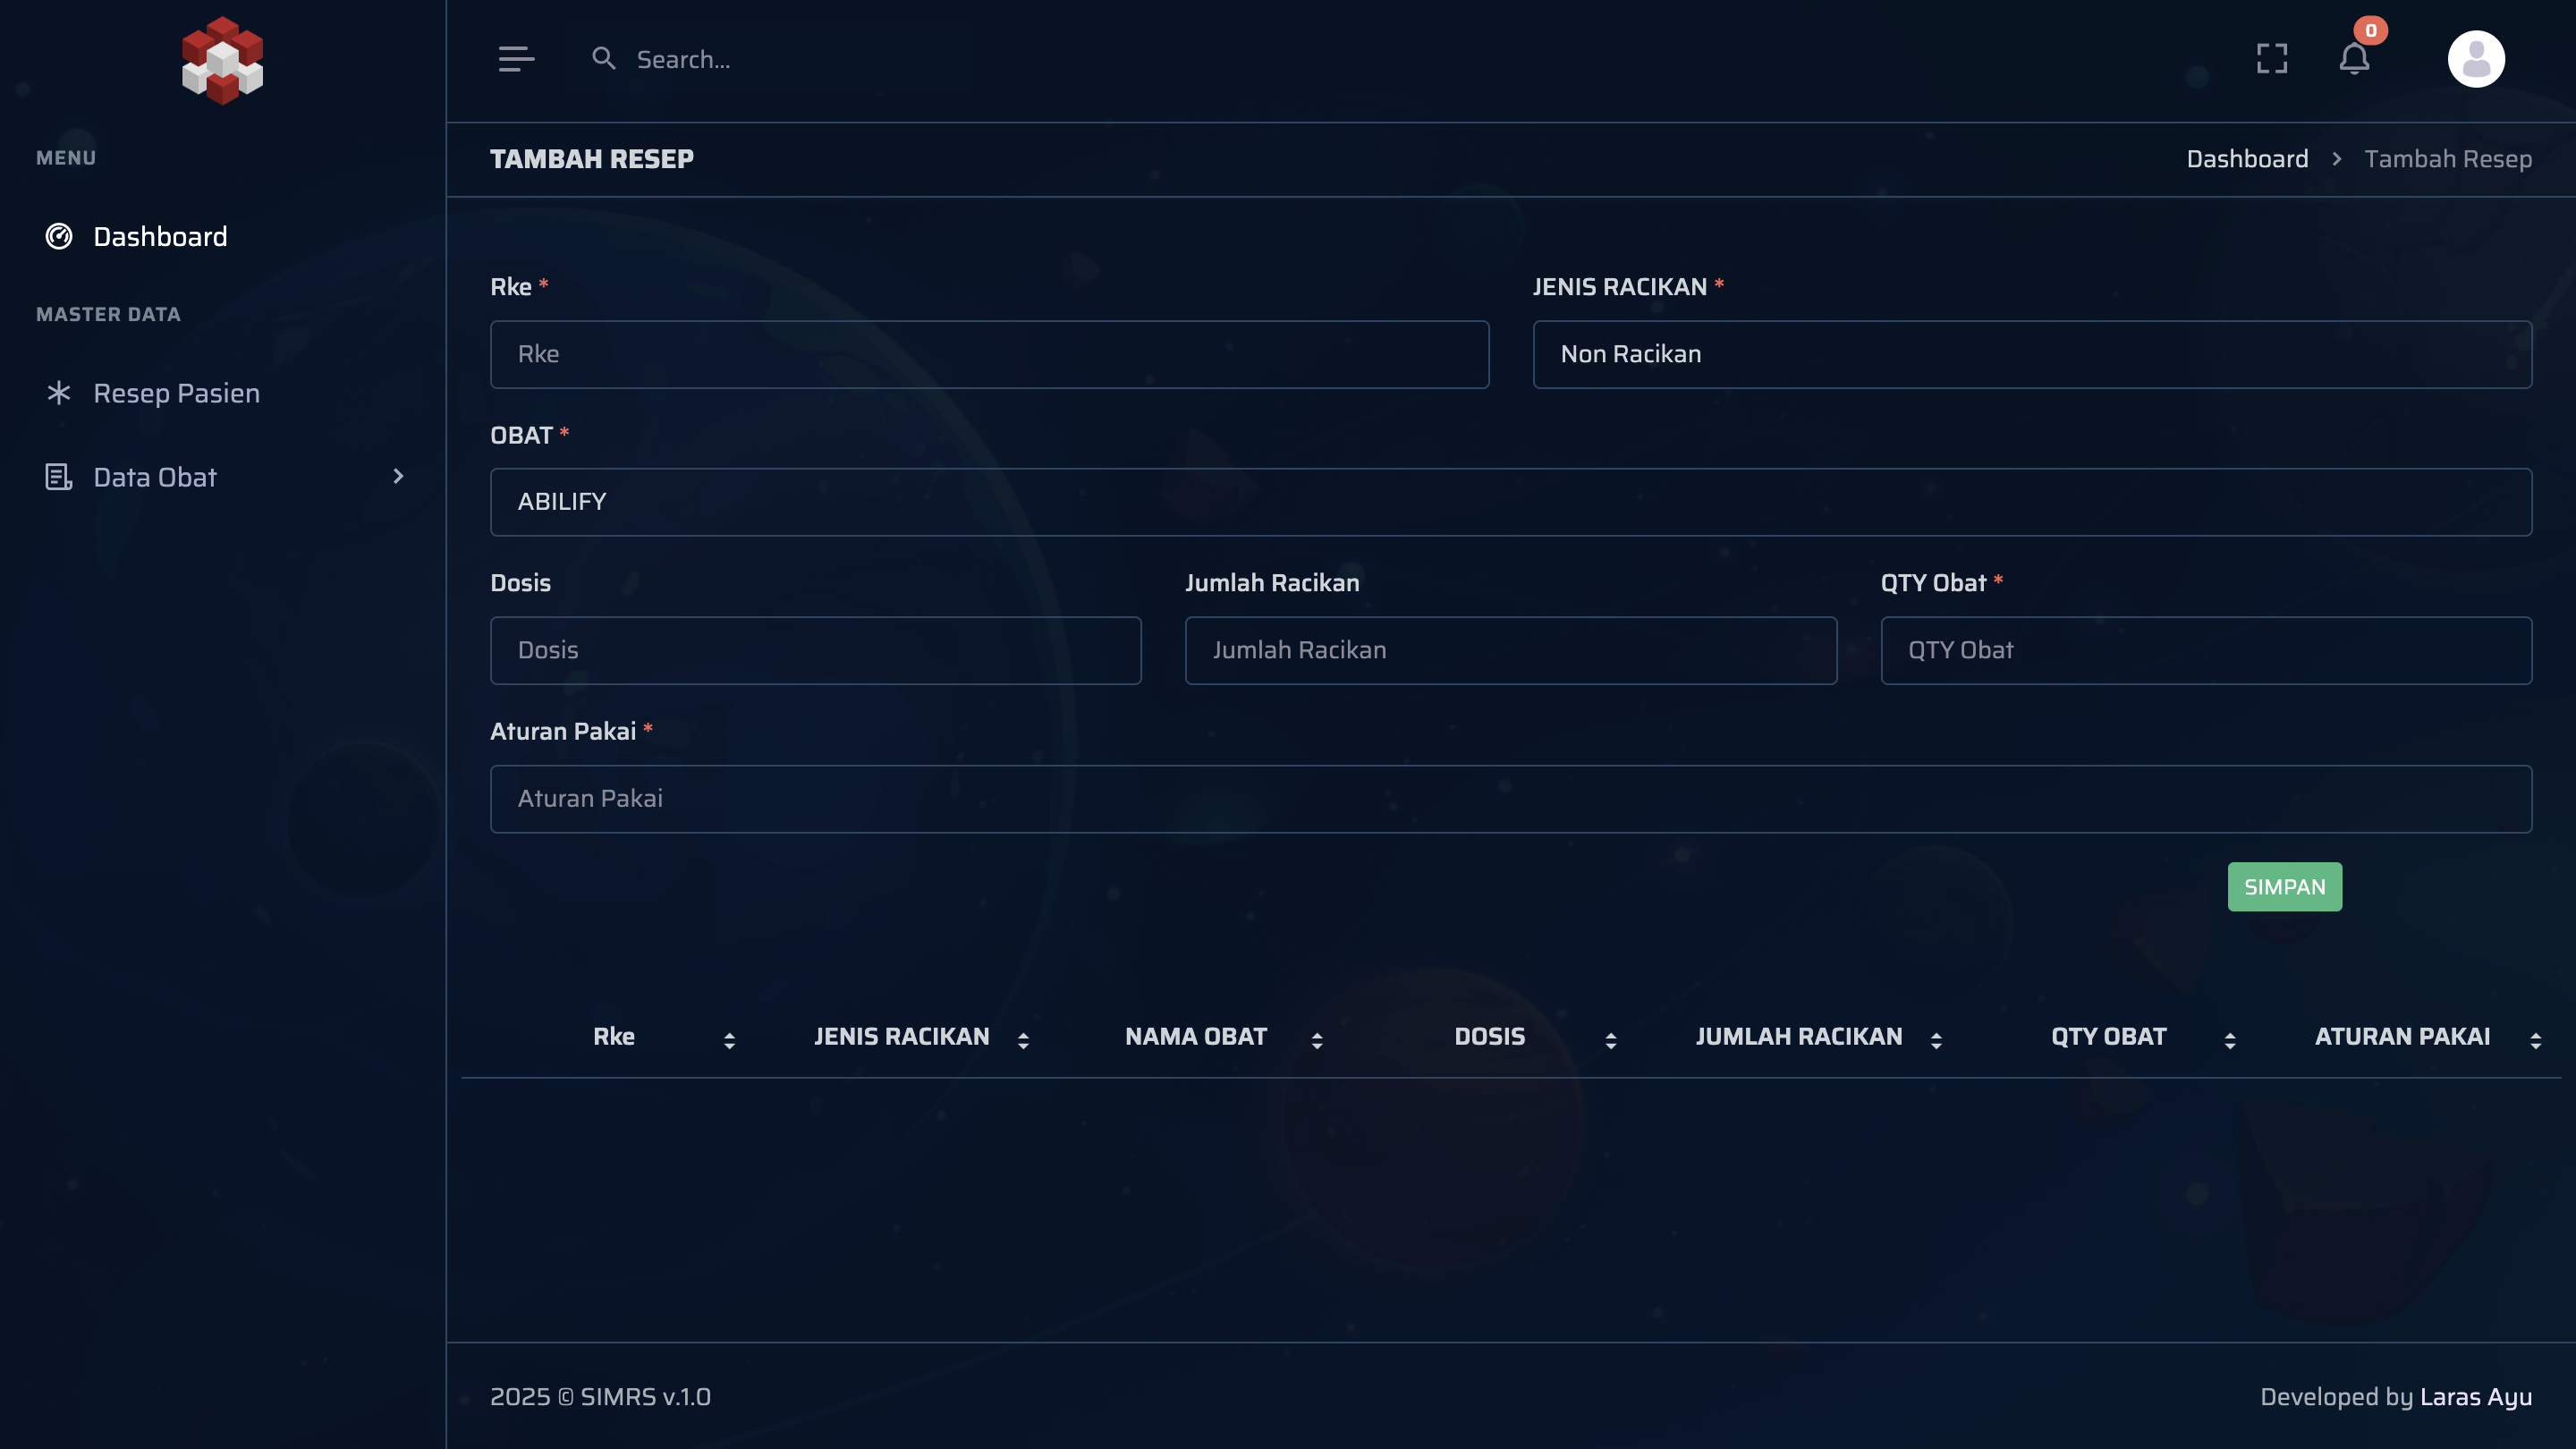 Search...
0
MENU
Dashboard
MASTER DATA
Resep Pasien
Data Obat
TAMBAH RESEP
Dashboard > Tambah Resep
Rke *
Rke
JENIS RACIKAN *
Non Racikan
OBAT *
ABILIFY
Dosis
Dosis
Jumlah Racikan
Jumlah Racikan
QTY Obat *
QTY Obat
Aturan Pakai *
Aturan Pakai
SIMPAN
Rke JENIS RACIKAN NAMA OBAT DOSIS JUMLAH RACIKAN QTY OBAT ATURAN PAKAI
2025 © SIMRS v.1.0
Developed by Laras Ayu